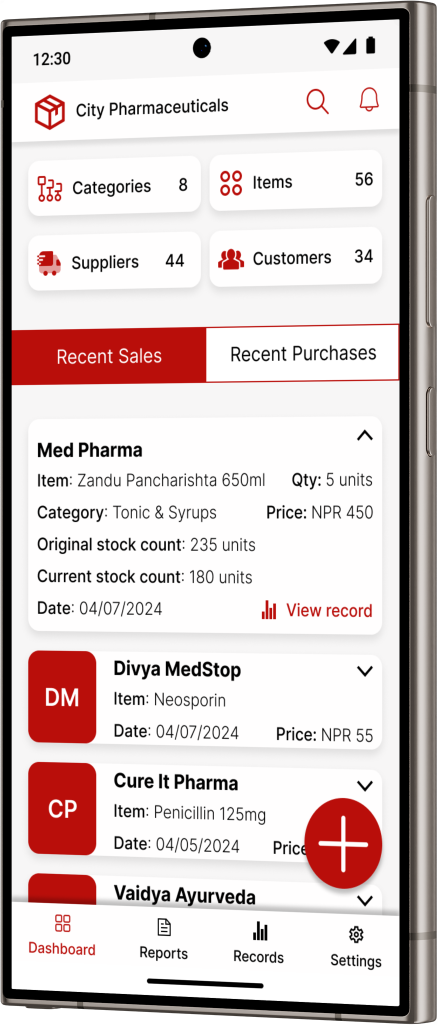 12:30
City Pharmaceuticals
Categories 8
Items 56
Suppliers 44
Customers 34
Recent Sales
Recent Purchases
Med Pharma
Item: Zandu Pancharishta 650ml Qty: 5 units
Category: Tonic & Syrups Price: NPR 450
Original stock count: 235 units
Current stock count: 180 units
Date: 04/07/2024 View record
DM
Divya MedStop
Item: Neosporin
Date: 04/07/2024 Price: NPR 55
CP
Cure It Pharma
Item: Penicillin 125mg
Date: 04/05/2024 Price
Vaidya Ayurveda
Dashboard
Reports
Records
Settings